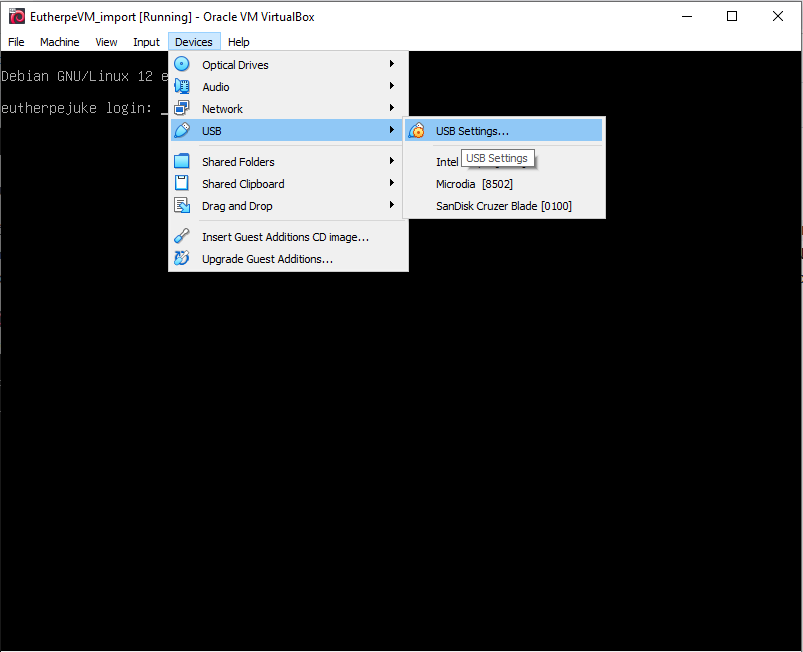 EutherpeVM_import [Running] - Oracle VM VirtualBox
File Machine View Input Devices Help
Debian GNU/Linux 12 e
eutherpejuke login: _
Optical Drives
Audio
Network
USB
Shared Folders
Shared Clipboard
Drag and Drop
Insert Guest Additions CD image...
Upgrade Guest Additions...
USB Settings...
USB Settings
Intel
Microdia [8502]
SanDisk Cruzer Blade [0100]